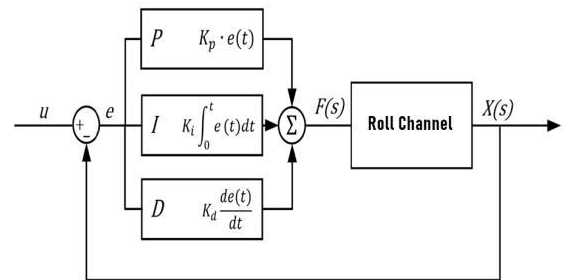 P K_p · e(t)
u
+
−
e
I K_i ∫_0^t e(t)dt
Σ
F(s)
Roll Channel
X(s)
D K_d de(t)/dt